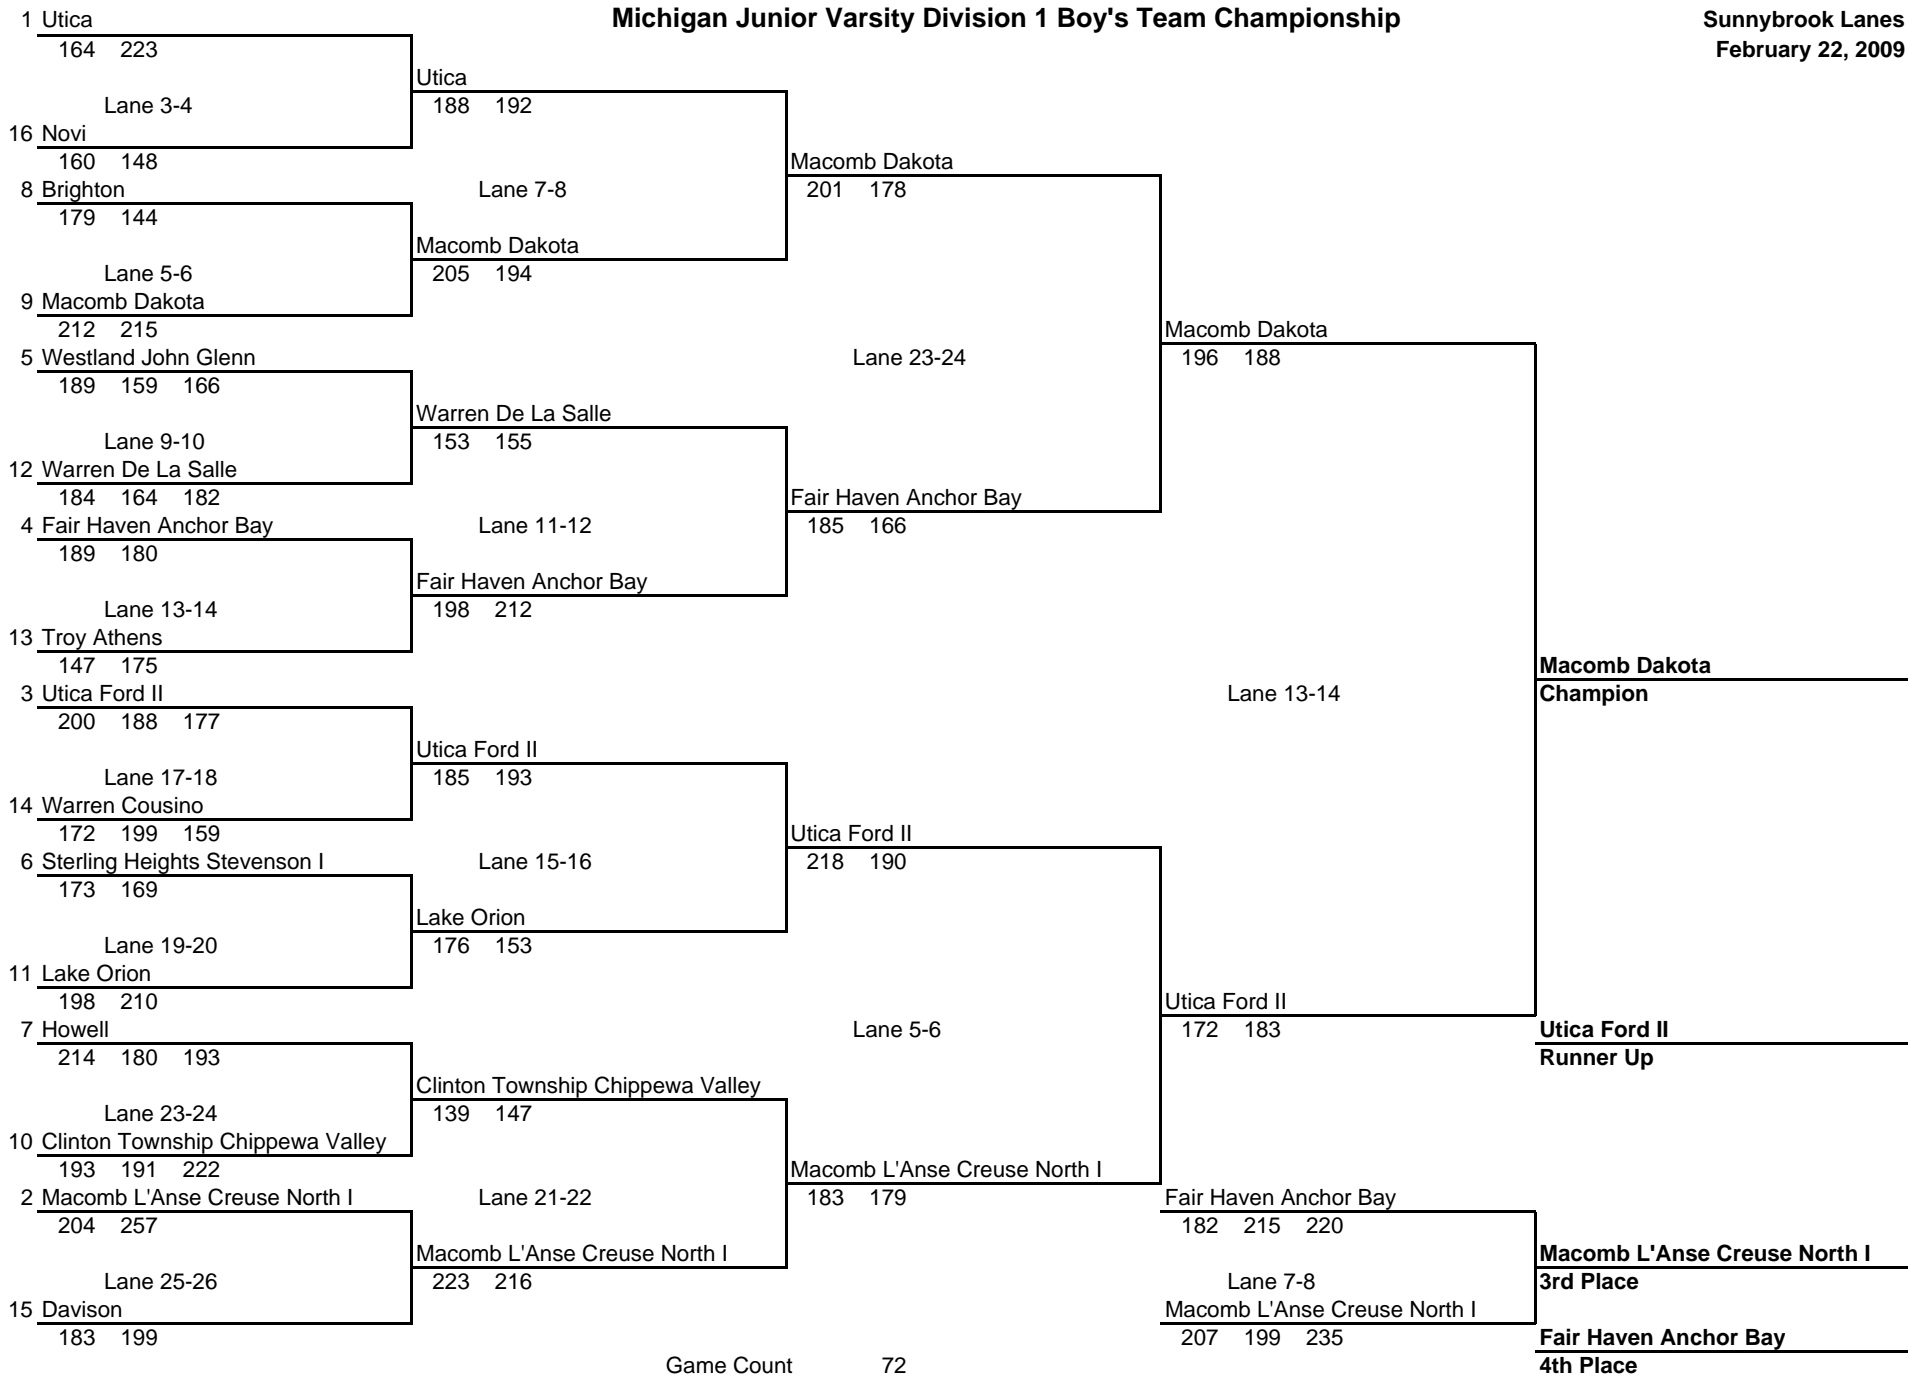 Michigan Junior Varsity Division 1 Boy's Team Championship
Sunnybrook Lanes
February 22, 2009
1 Utica
164 223
Lane 3-4
16 Novi
160 148
8 Brighton
179 144
Lane 5-6
9 Macomb Dakota
212 215
5 Westland John Glenn
189 159 166
Lane 9-10
12 Warren De La Salle
184 164 182
4 Fair Haven Anchor Bay
189 180
Lane 13-14
13 Troy Athens
147 175
3 Utica Ford II
200 188 177
Lane 17-18
14 Warren Cousino
172 199 159
6 Sterling Heights Stevenson I
173 169
Lane 19-20
11 Lake Orion
198 210
7 Howell
214 180 193
Lane 23-24
10 Clinton Township Chippewa Valley
193 191 222
2 Macomb L'Anse Creuse North I
204 257
Lane 25-26
15 Davison
183 199
Utica
188 192
Lane 7-8
Macomb Dakota
205 194
Warren De La Salle
153 155
Lane 11-12
Fair Haven Anchor Bay
198 212
Utica Ford II
185 193
Lane 15-16
Lake Orion
176 153
Clinton Township Chippewa Valley
139 147
Lane 21-22
Macomb L'Anse Creuse North I
223 216
Macomb Dakota
201 178
Lane 23-24
Fair Haven Anchor Bay
185 166
Utica Ford II
218 190
Lane 5-6
Macomb L'Anse Creuse North I
183 179
Macomb Dakota
196 188
Lane 13-14
Utica Ford II
172 183
Macomb Dakota
Champion
Utica Ford II
Runner Up
Fair Haven Anchor Bay
182 215 220
Lane 7-8
Macomb L'Anse Creuse North I
207 199 235
Macomb L'Anse Creuse North I
3rd Place
Fair Haven Anchor Bay
4th Place
Game Count 72